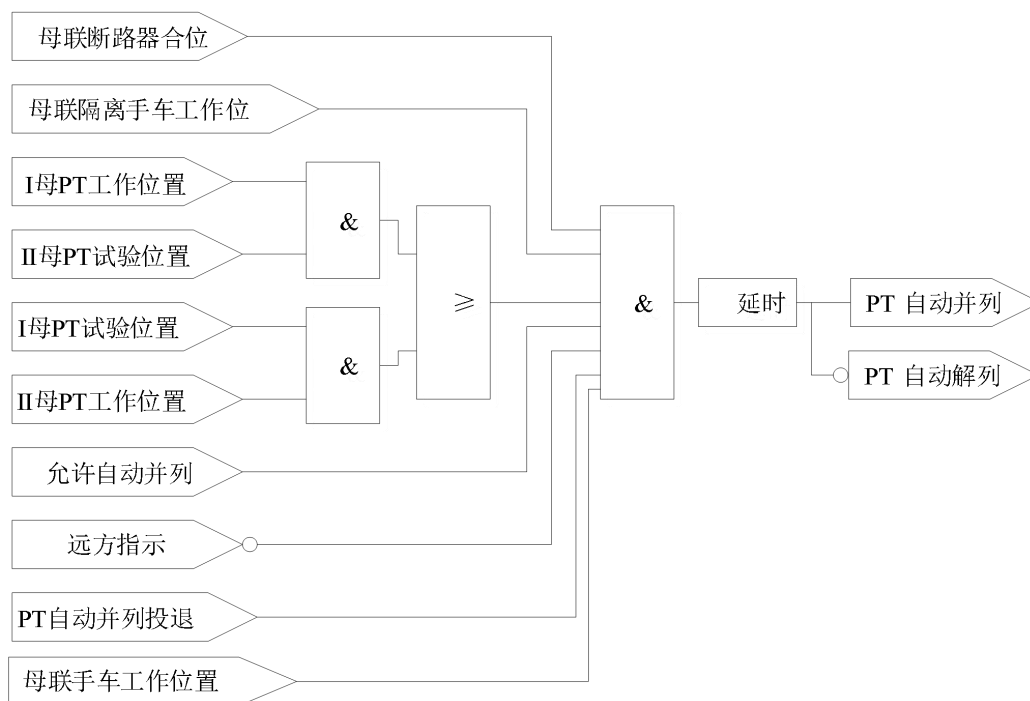 母联断路器合位
母联隔离手车工作位
I母PT工作位置
II母PT试验位置
I母PT试验位置
II母PT工作位置
允许自动并列
远方指示
PT自动并列投退
母联手车工作位置
&
&
≥
&
延时
PT 自动并列
PT 自动解列